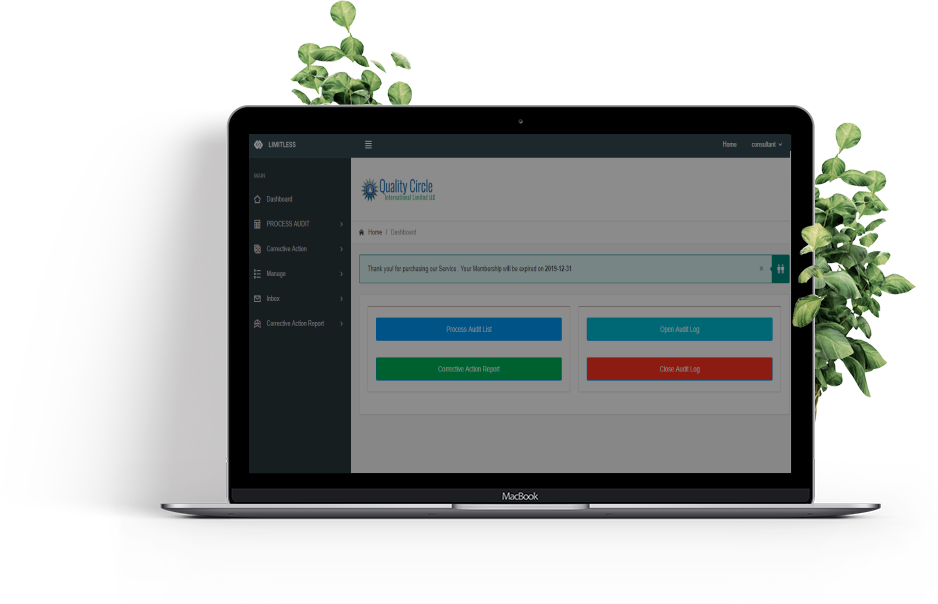 LIMITLESS
Home consultant
MAIN
Dashboard
PROCESS AUDIT
Corrective Action
Manage
Inbox
Corrective Action Report
Quality Circle
International Limited LLC
Home / Dashboard
Thank you! for purchasing our Service : Your Membership will be expired on 2019-12-31
Process Audit List
Open Audit Log
Corrective Action Report
Close Audit Log
MacBook